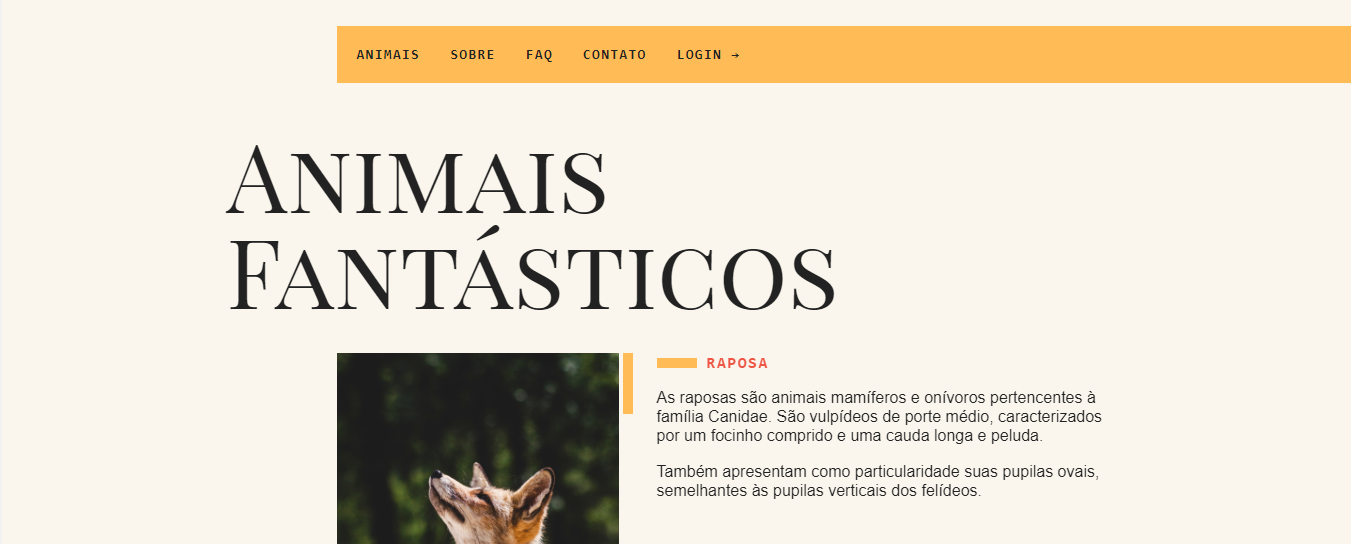 ANIMAIS SOBRE FAQ CONTATO LOGIN →
ANIMAIS
FANTÁSTICOS
RAPOSA
As raposas são animais mamíferos e onívoros pertencentes à
família Canidae. São vulpídeos de porte médio, caracterizados
por um focinho comprido e uma cauda longa e peluda.
Também apresentam como particularidade suas pupilas ovais,
semelhantes às pupilas verticais dos felídeos.